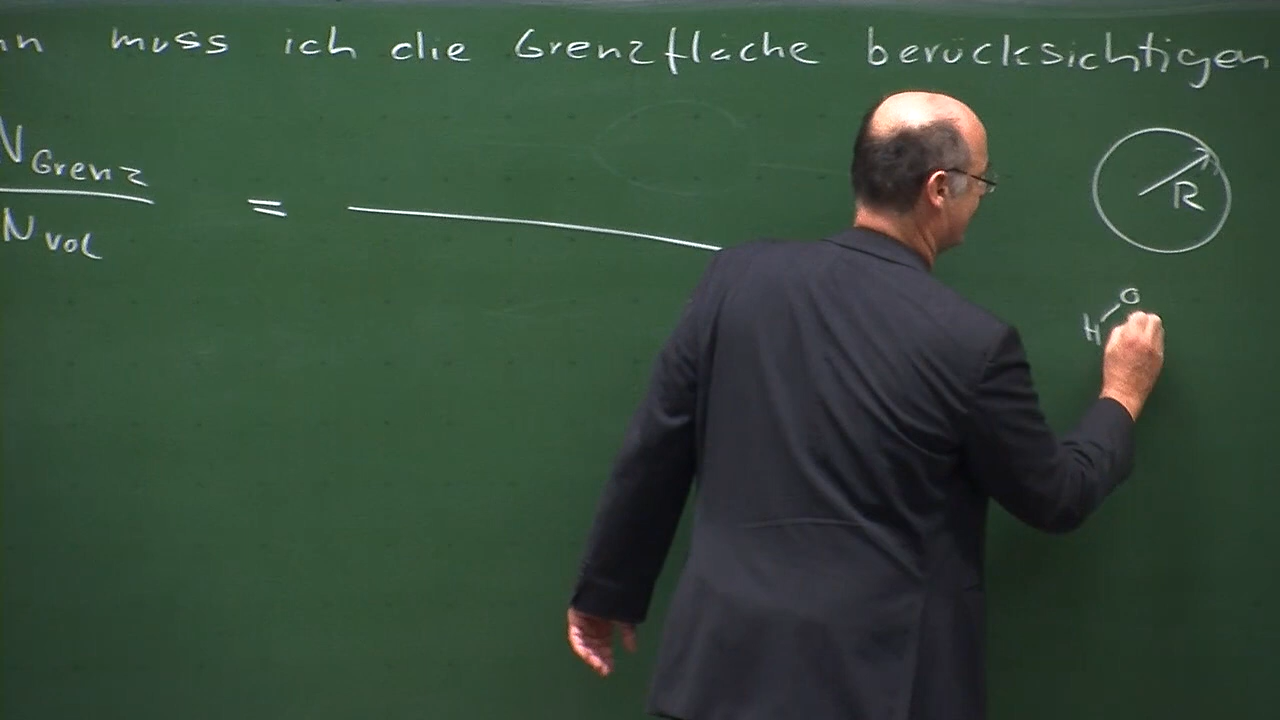 nn muss ich die Grenzfläche berücksichtigen
N Grenz
N vol
=
R
H O